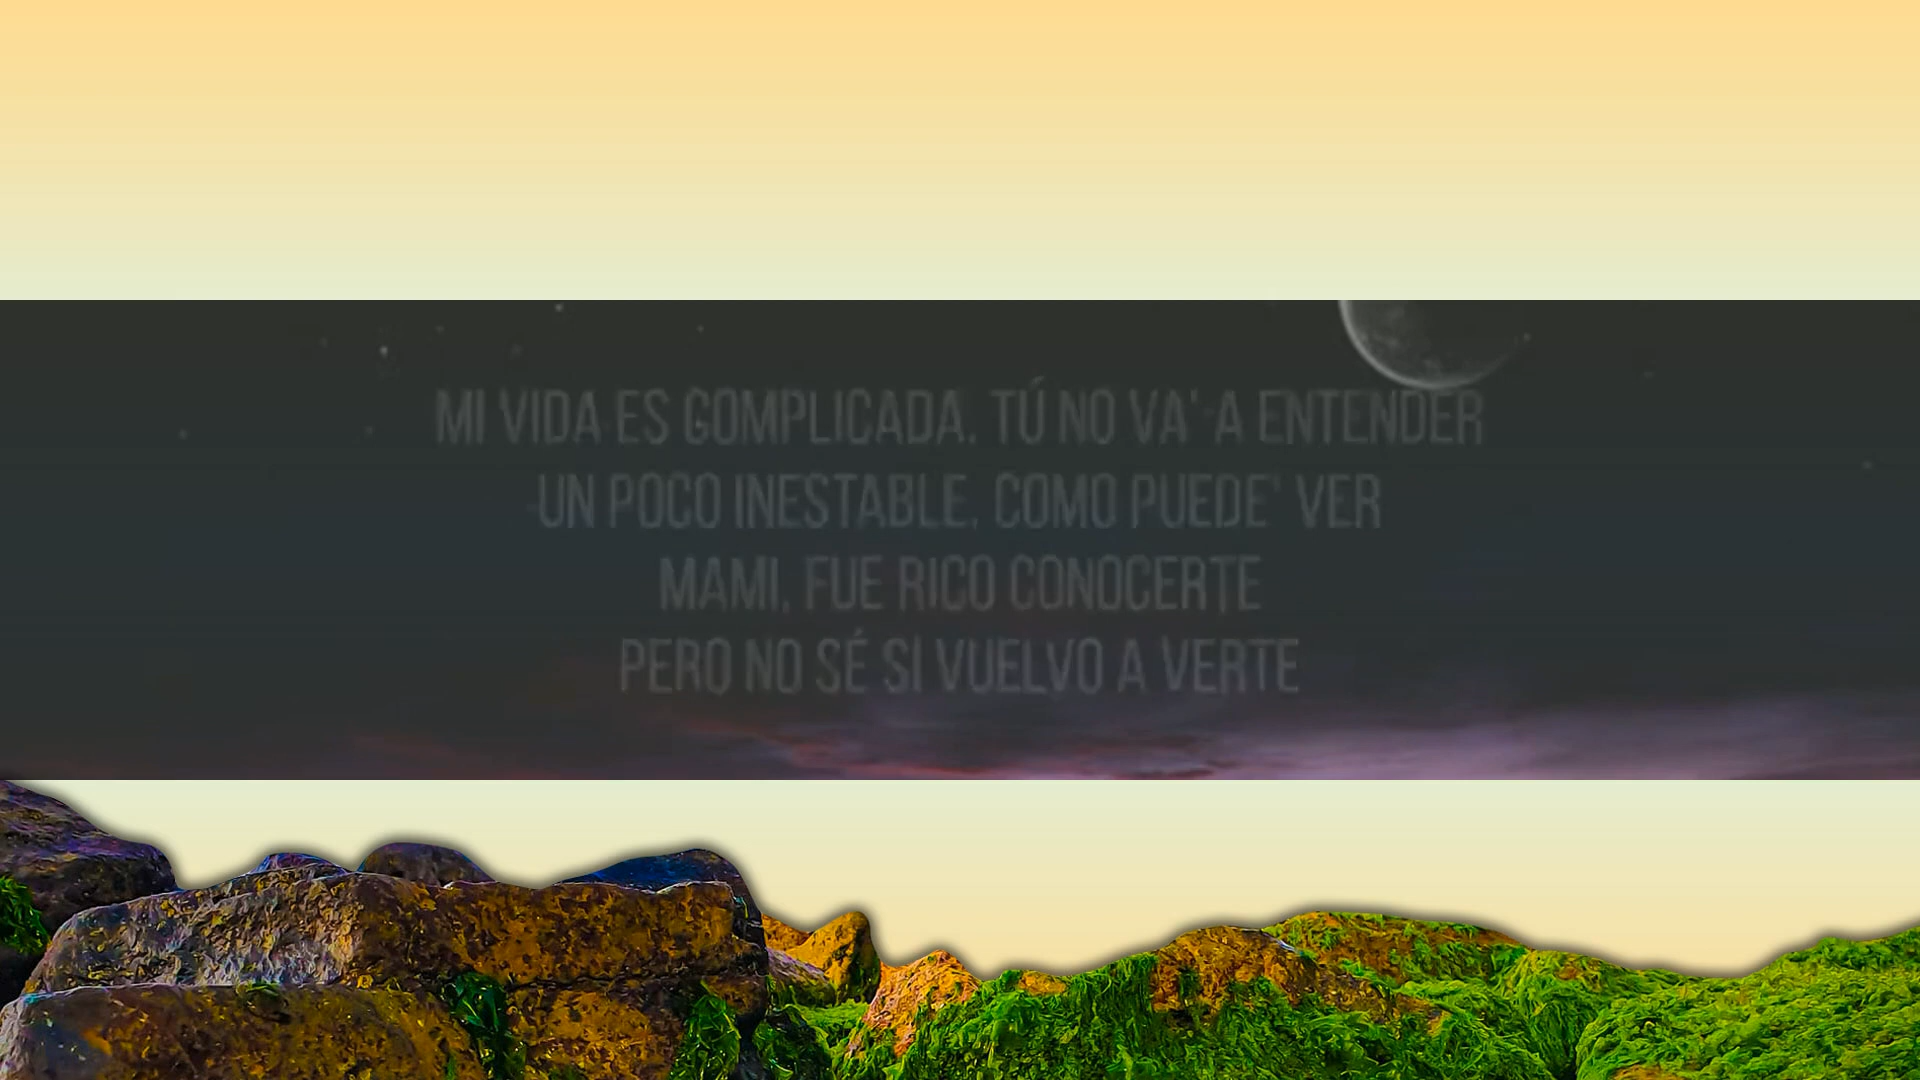 MI VIDA ES COMPLICADA, TÚ NO VA' A ENTENDER
UN POCO INESTABLE, COMO PUEDE' VER
MAMI, FUE RICO CONOCERTE
PERO NO SÉ SI VUELVO A VERTE